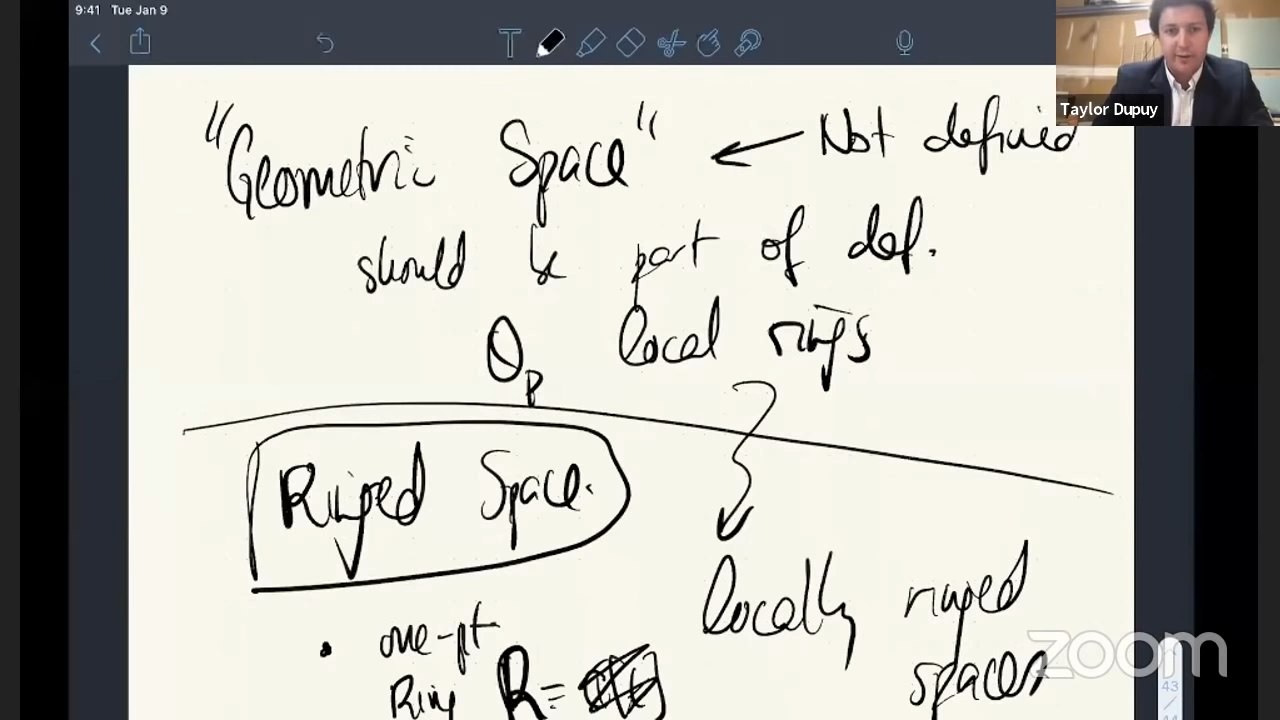 9:41 Tue Jan 9
Taylor Dupuy
"Geometric Space" ← Not defined
should be part of def.
O_p local rings
Ringed Space.
locally ringed
spaces
• one-pt
Ring R =
zoom
43